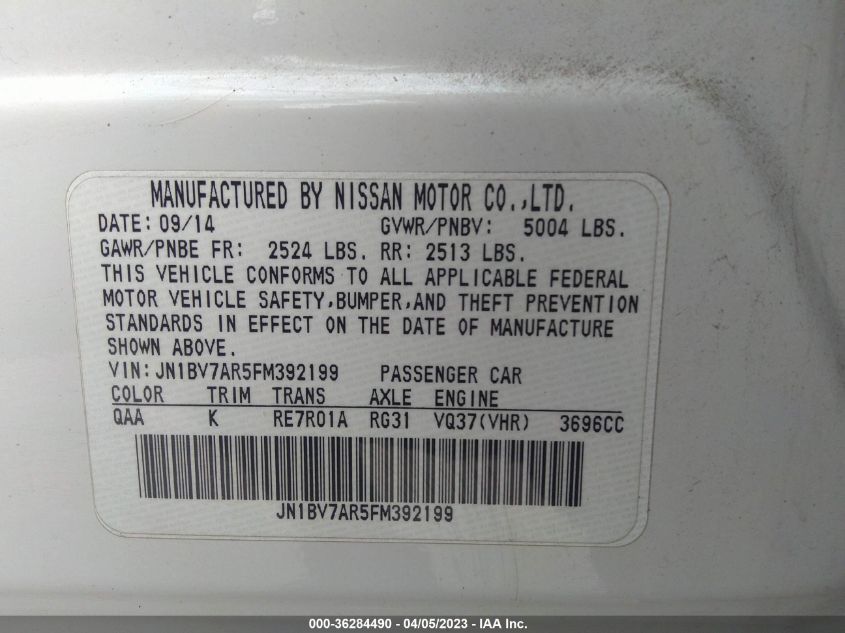 MANUFACTURED BY NISSAN MOTOR CO.,LTD.
DATE: 09/14 GVWR/PNBV: 5004 LBS.
GAWR/PNBE FR: 2524 LBS. RR: 2513 LBS.
THIS VEHICLE CONFORMS TO ALL APPLICABLE FEDERAL
MOTOR VEHICLE SAFETY,BUMPER,AND THEFT PREVENTION
STANDARDS IN EFFECT ON THE DATE OF MANUFACTURE
SHOWN ABOVE.
VIN: JN1BV7AR5FM392199 PASSENGER CAR
COLOR TRIM TRANS AXLE ENGINE
QAA K RE7R01A RG31 VQ37(VHR) 3696CC
JN1BV7AR5FM392199
000-36284490 - 04/05/2023 - IAA Inc.